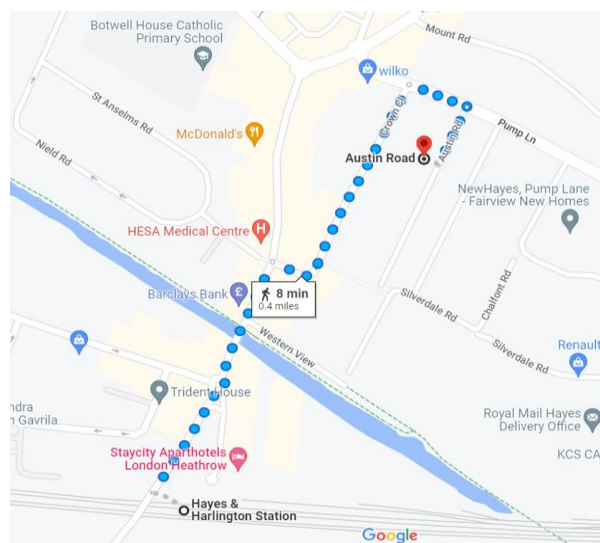 Botwell House Catholic
Primary School
Mount Rd
wilko
St Anselms Rd
Crown Cl
McDonald's
Pump Ln
Austin Rd
Austin Road
Nield Rd
NewHayes, Pump Lane
- Fairview New Homes
HESA Medical Centre
Chalfont Rd
8 min
0.4 miles
Barclays Bank
£
Silverdale Rd
Western View
Silverdale Rd
Renault
Trident House
ndra
n Gavrila
Royal Mail Hayes
Delivery Office
Staycity Aparthotels
London Heathrow
KCS CA
Hayes &
Harlington Station
Google